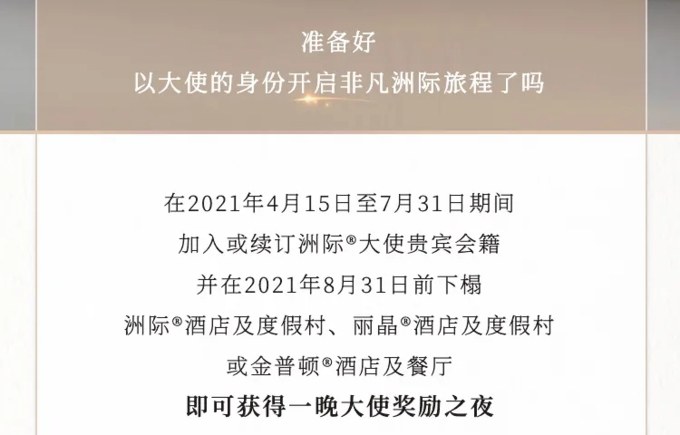 准备好
以大使的身份开启非凡洲际旅程了吗
在2021年4月15日至7月31日期间
加入或续订洲际®大使贵宾会籍
并在2021年8月31日前下榻
洲际®酒店及度假村、丽晶®酒店及度假村
或金普顿®酒店及餐厅
即可获得一晚大使奖励之夜